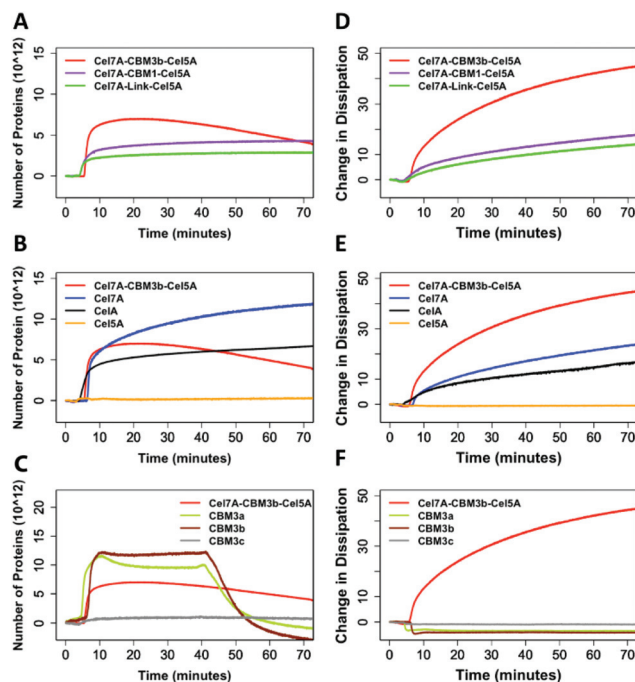 A
Number of Proteins (10^12)
15
10
5
0
Cel7A-CBM3b-Cel5A
Cel7A-CBM1-Cel5A
Cel7A-Link-Cel5A
0 10 20 30 40 50 60 70
Time (minutes)
D
Change in Dissipation
50
30
10
0
Cel7A-CBM3b-Cel5A
Cel7A-CBM1-Cel5A
Cel7A-Link-Cel5A
0 10 20 30 40 50 60 70
Time (minutes)
B
Number of Protein (10^12)
15
10
5
0
Cel7A-CBM3b-Cel5A
Cel7A
CelA
Cel5A
0 10 20 30 40 50 60 70
Time (minutes)
E
Change in Dissipation
50
30
10
0
Cel7A-CBM3b-Cel5A
Cel7A
CelA
Cel5A
0 10 20 30 40 50 60 70
Time (minutes)
C
Number of Proteins (10^12)
20
15
10
5
0
Cel7A-CBM3b-Cel5A
CBM3a
CBM3b
CBM3c
0 10 20 30 40 50 60 70
Time (minutes)
F
Change in Dissipation
50
30
10
0
Cel7A-CBM3b-Cel5A
CBM3a
CBM3b
CBM3c
0 10 20 30 40 50 60 70
Time (minutes)